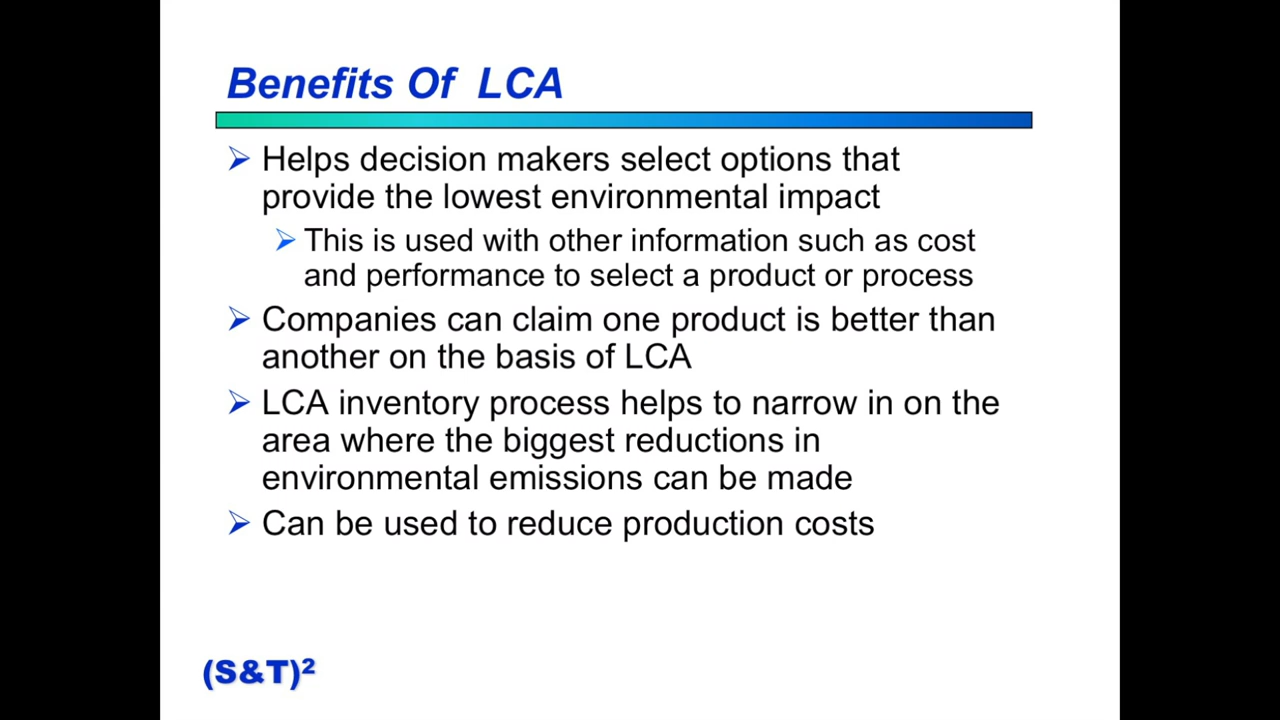 Benefits Of LCA
Helps decision makers select options that
provide the lowest environmental impact
This is used with other information such as cost
and performance to select a product or process
Companies can claim one product is better than
another on the basis of LCA
LCA inventory process helps to narrow in on the
area where the biggest reductions in
environmental emissions can be made
Can be used to reduce production costs
(S&T)²